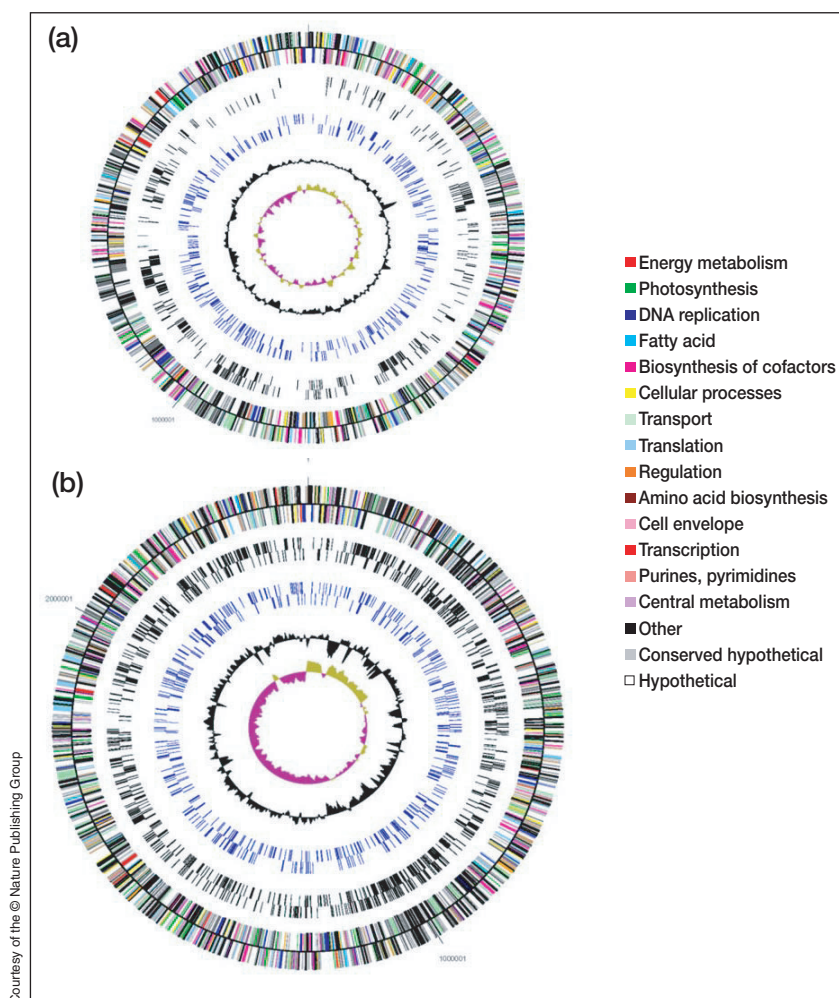 (a)
1000001
1
(b)
2000001
1000001
Energy metabolism
Photosynthesis
DNA replication
Fatty acid
Biosynthesis of cofactors
Cellular processes
Transport
Translation
Regulation
Amino acid biosynthesis
Cell envelope
Transcription
Purines, pyrimidines
Central metabolism
Other
Conserved hypothetical
Hypothetical
Courtesy of the © Nature Publishing Group